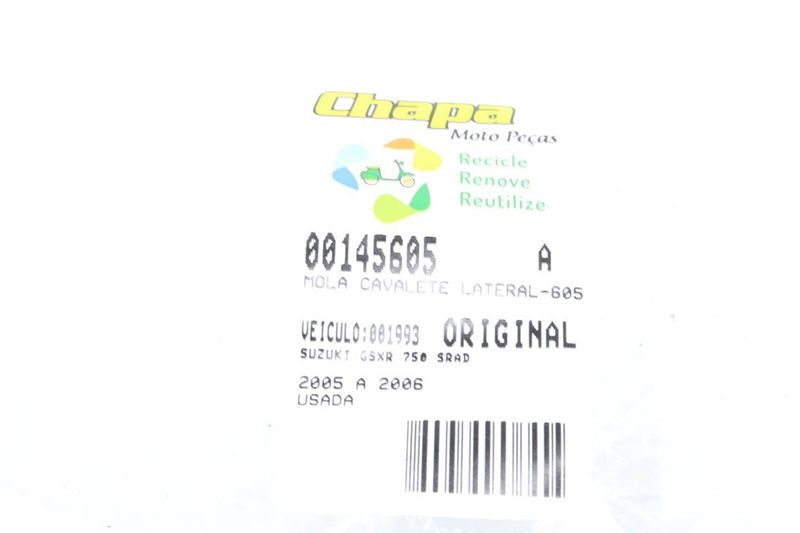 Chapa
Moto Peças
Recicle
Renove
Reutilize
00145605 A
MOLA CAVALETE LATERAL-605
VEICULO:001993 ORIGINAL
SUZUKI GSXR 750 SRAD
2005 A 2006
USADA